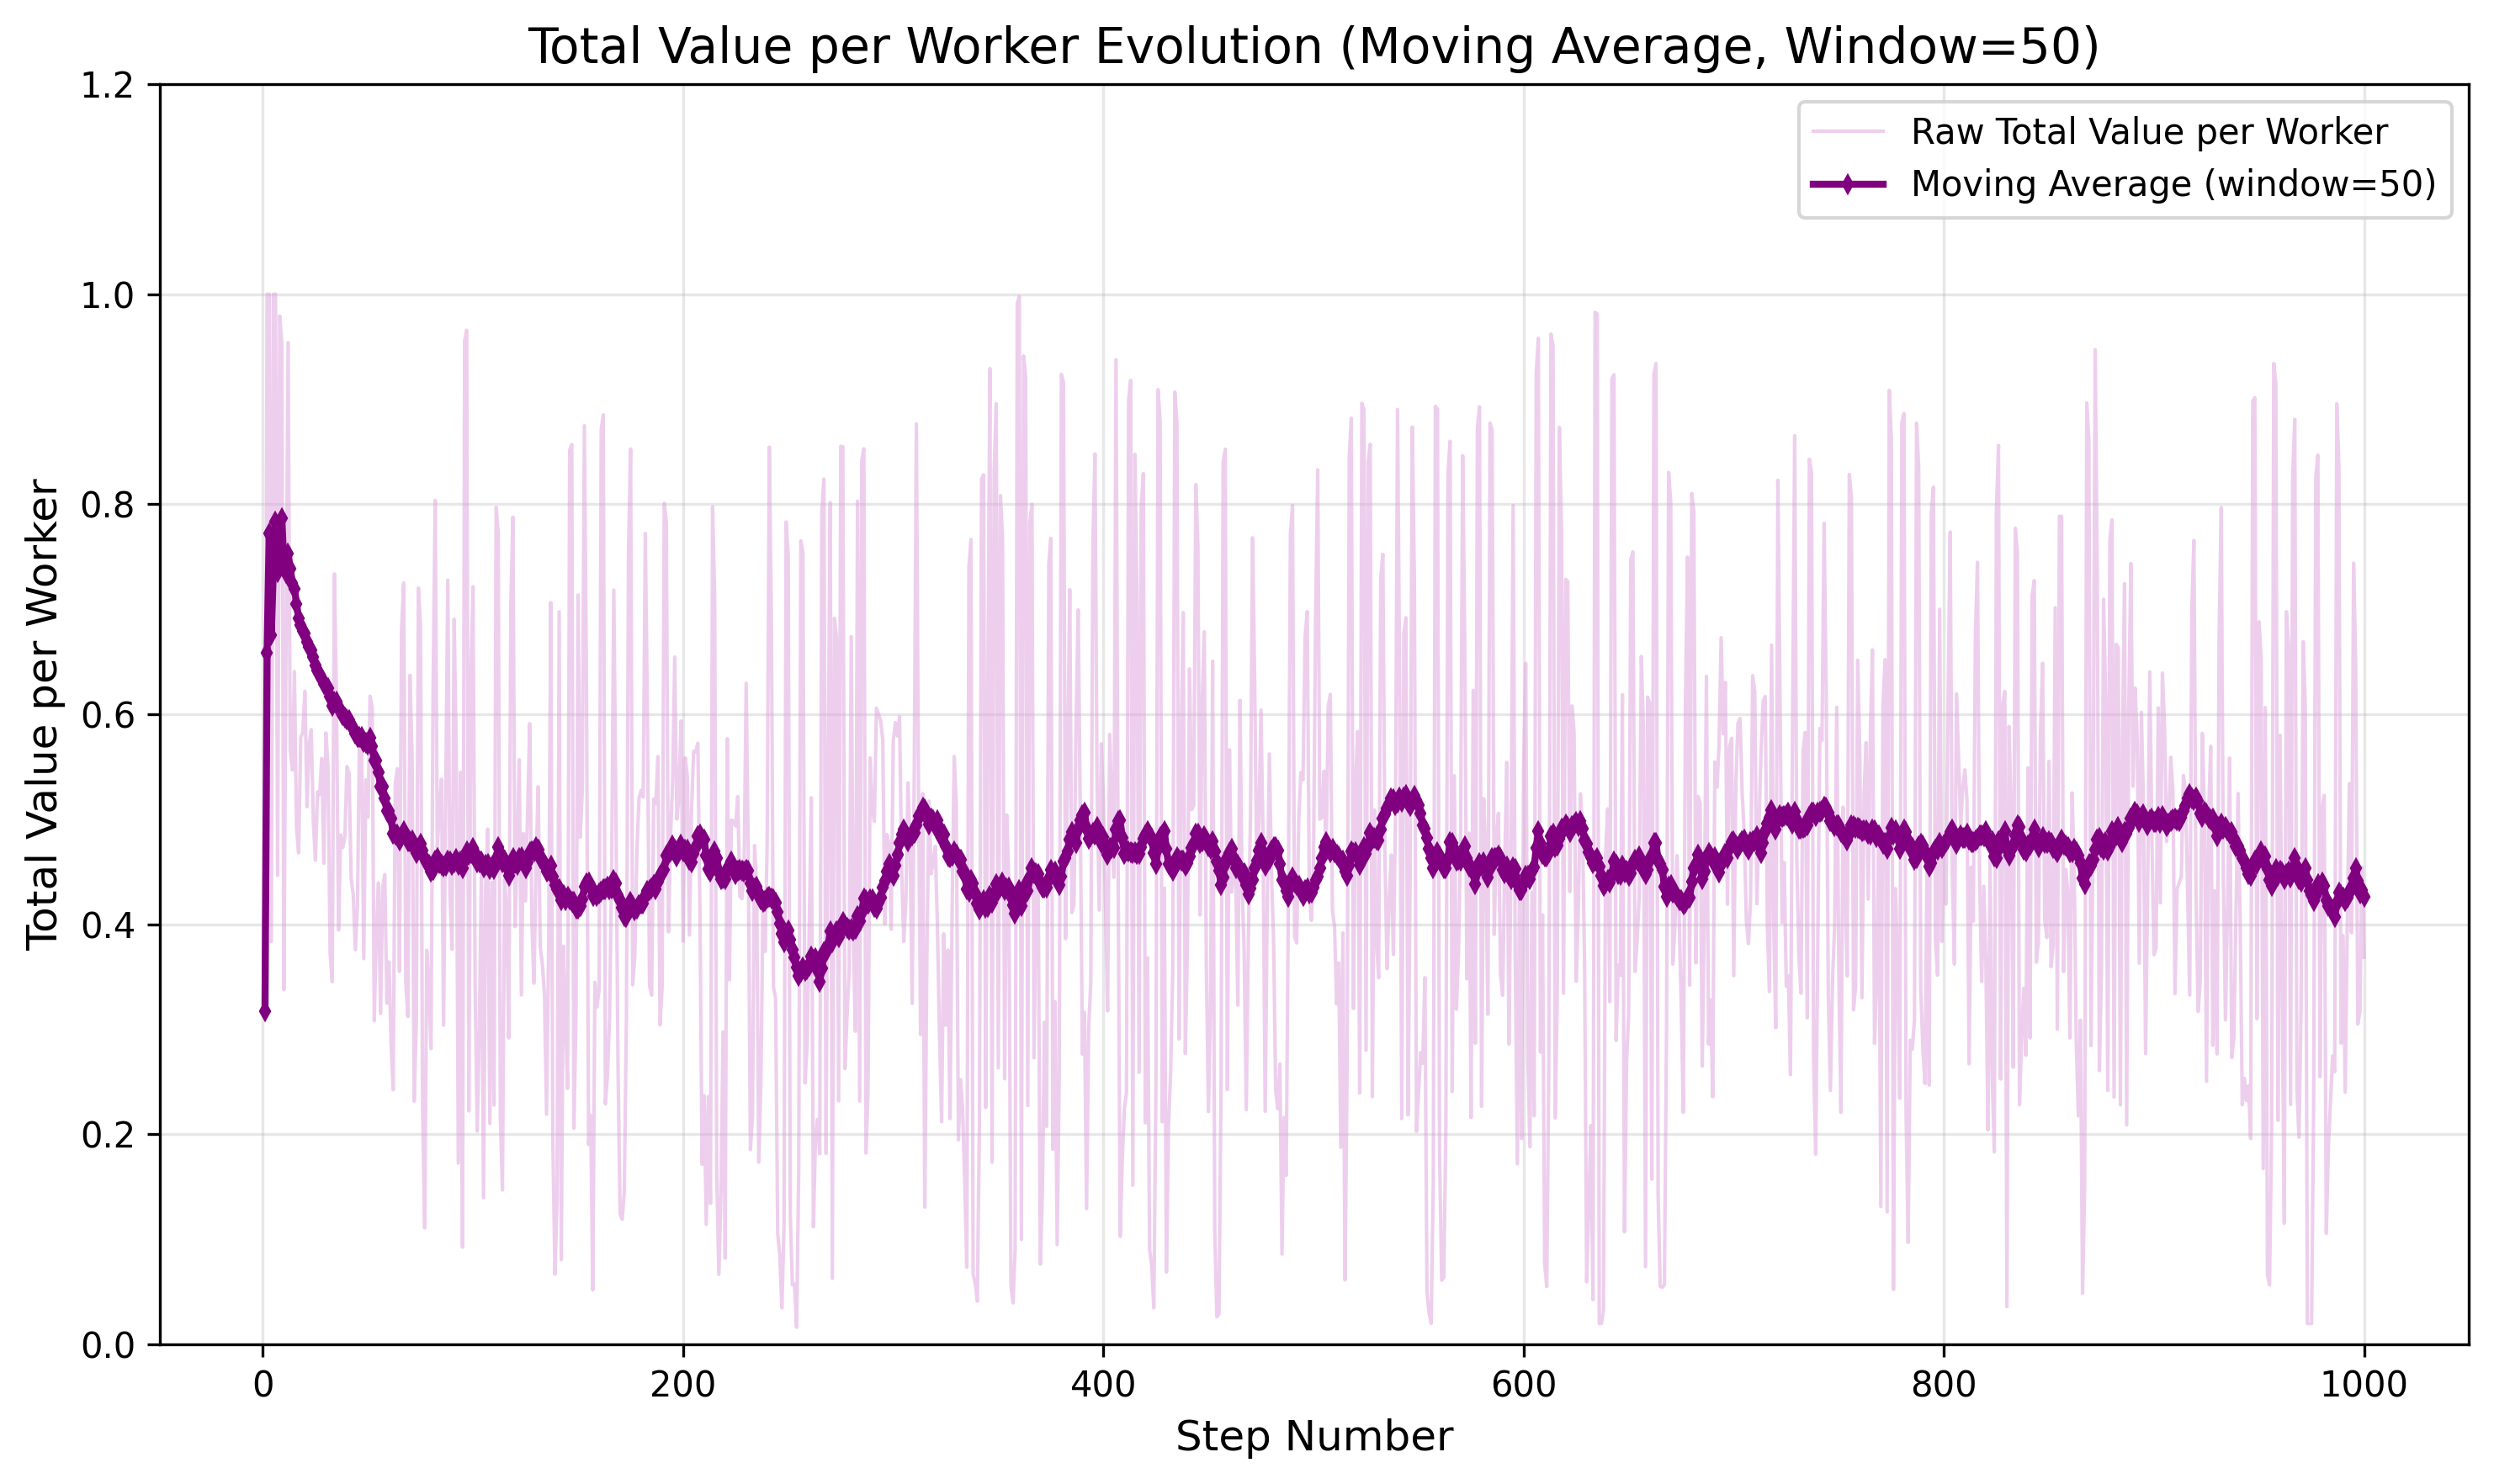 Total Value per Worker Evolution (Moving Average, Window=50)
Raw Total Value per Worker
Moving Average (window=50)
Total Value per Worker
1.2
1.0
0.8
0.6
0.4
0.2
0.0
0
200
400
600
800
1000
Step Number